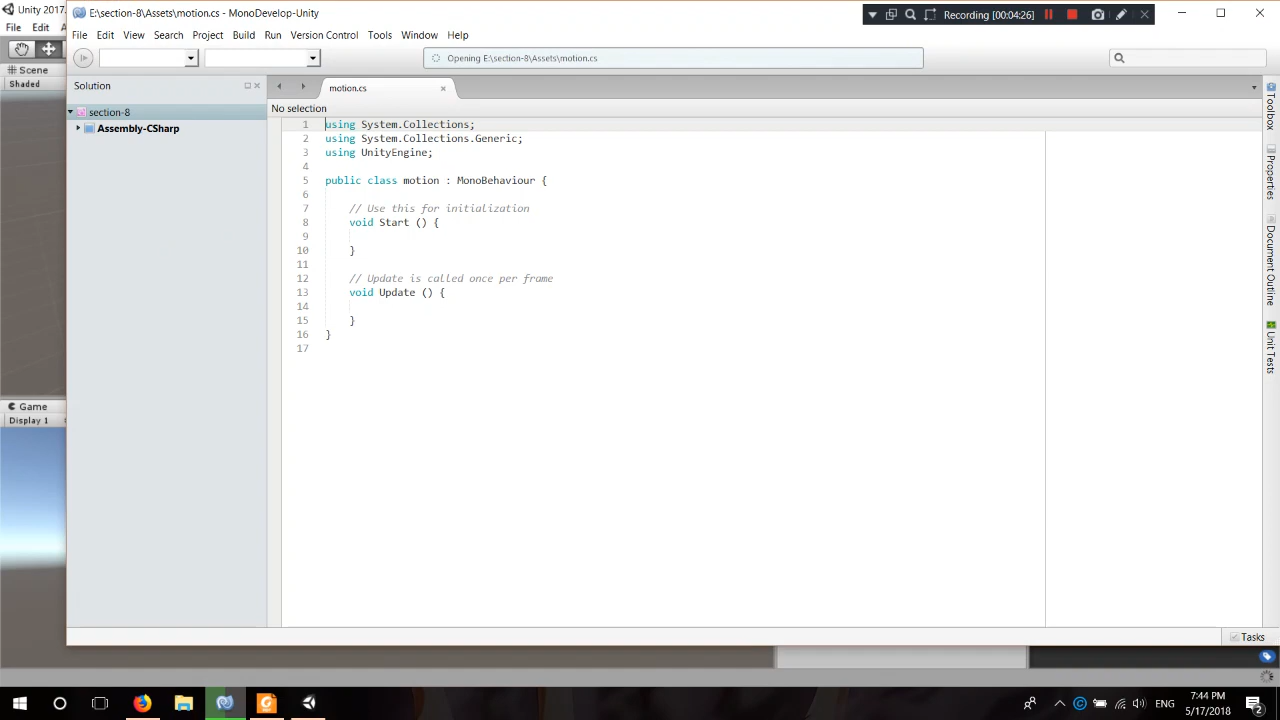 Unity 2017.
E:\section-8\Assets\motion.cs - MonoDevelop-Unity
Recording [00:04:26]
File Edit
File Edit View Search Project Build Run Version Control Tools Window Help
Opening E:\section-8\Assets\motion.cs
Scene
Shaded
Solution
motion.cs
No selection
section-8
Assembly-CSharp
1 using System.Collections;
2 using System.Collections.Generic;
3 using UnityEngine;
4
5 public class motion : MonoBehaviour {
6
7 // Use this for initialization
8 void Start () {
9
10 }
11
12 // Update is called once per frame
13 void Update () {
14
15 }
16 }
17
Toolbox
Properties
Document Outline
Unit Tests
Game
Display 1
Tasks
ENG
7:44 PM
5/17/2018
2